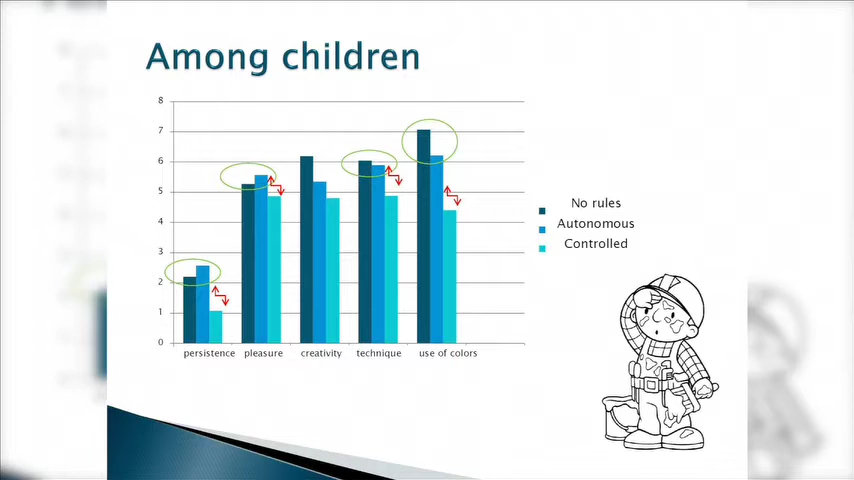 Among children
8
7
6
5
4
3
2
1
0
persistence pleasure creativity technique use of colors
No rules
Autonomous
Controlled